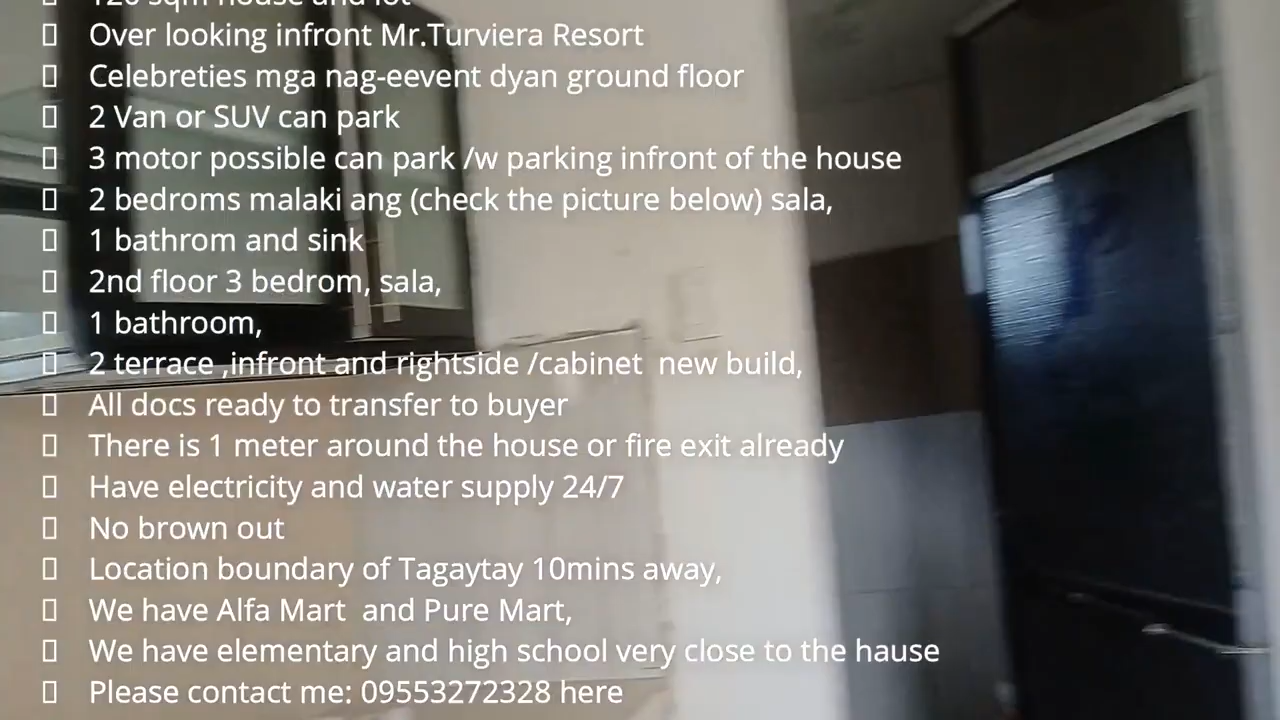 120 sqm house and lot
▯ Over looking infront Mr.Turviera Resort
▯ Celebreties mga nag-eevent dyan ground floor
▯ 2 Van or SUV can park
▯ 3 motor possible can park /w parking infront of the house
▯ 2 bedroms malaki ang (check the picture below) sala,
▯ 1 bathrom and sink
▯ 2nd floor 3 bedrom, sala,
▯ 1 bathroom,
▯ 2 terrace ,infront and rightside /cabinet  new build,
▯ All docs ready to transfer to buyer
▯ There is 1 meter around the house or fire exit already
▯ Have electricity and water supply 24/7
▯ No brown out
▯ Location boundary of Tagaytay 10mins away,
▯ We have Alfa Mart  and Pure Mart,
▯ We have elementary and high school very close to the hause
▯ Please contact me: 09553272328 here